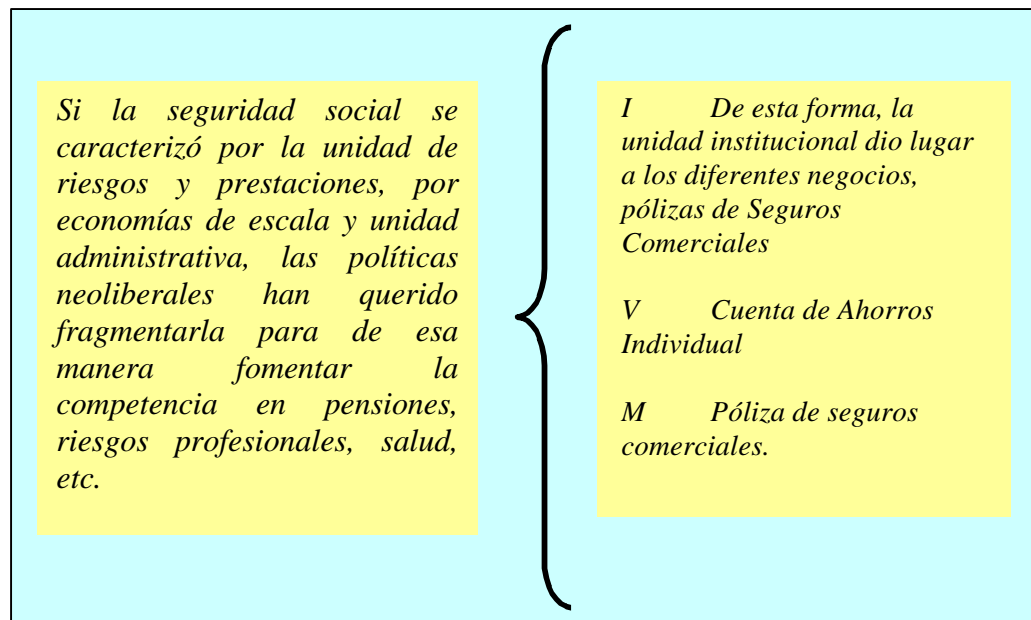 Si la seguridad social se
caracterizó por la unidad de
riesgos y prestaciones, por
economías de escala y unidad
administrativa, las políticas
neoliberales han querido
fragmentarla para de esa
manera fomentar la
competencia en pensiones,
riesgos profesionales, salud,
etc.
I De esta forma, la
unidad institucional dio lugar
a los diferentes negocios,
pólizas de Seguros
Comerciales
V Cuenta de Ahorros
Individual
M Póliza de seguros
comerciales.